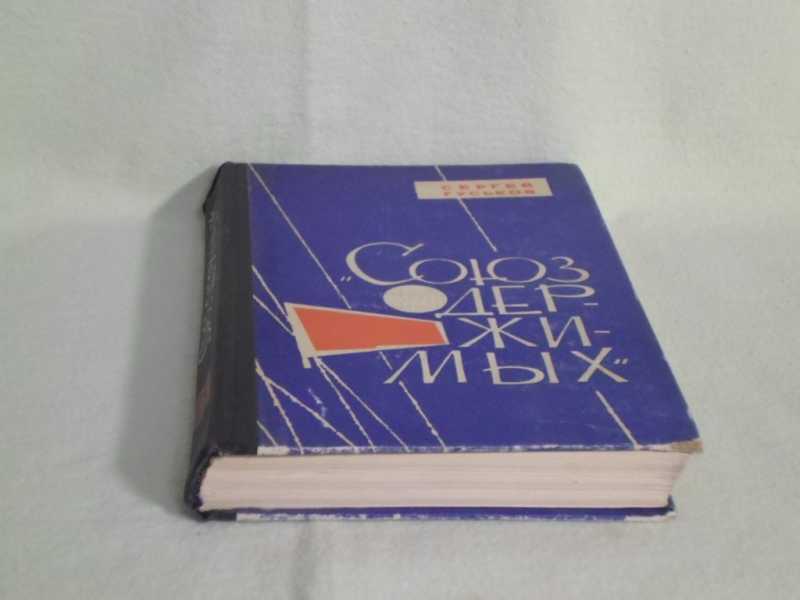 СЕРГЕЙ
ГУСЬКОВ
„Союз
ОДЕР-
ЖИ-
МЫХ"